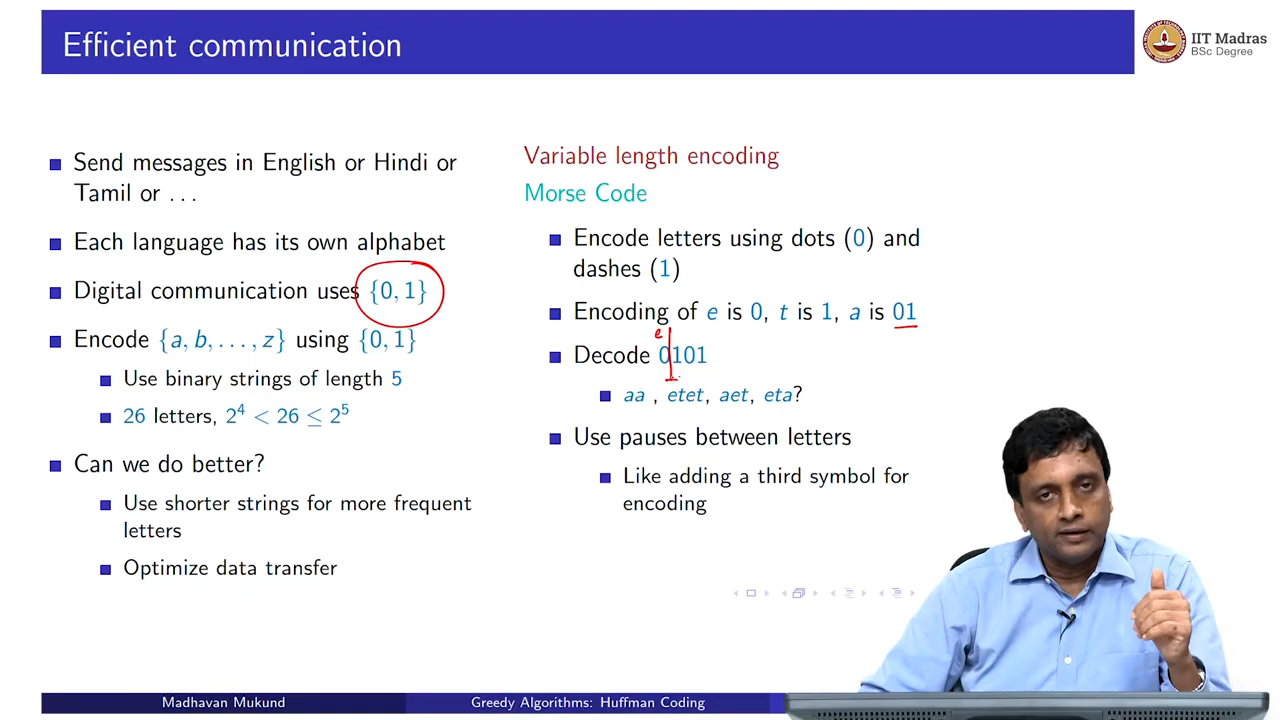 Efficient communication
IIT Madras
BSc Degree
Send messages in English or Hindi or
Tamil or ...
Each language has its own alphabet
Digital communication uses {0, 1}
Encode {a, b, ..., z} using {0, 1}
Use binary strings of length 5
26 letters, 2⁴ < 26 ≤ 2⁵
Can we do better?
Use shorter strings for more frequent
letters
Optimize data transfer
Variable length encoding
Morse Code
Encode letters using dots (0) and
dashes (1)
Encoding of e is 0, t is 1, a is 01
e
Decode 0101
aa , etet, aet, eta?
Use pauses between letters
Like adding a third symbol for
encoding
Madhavan Mukund
Greedy Algorithms: Huffman Coding